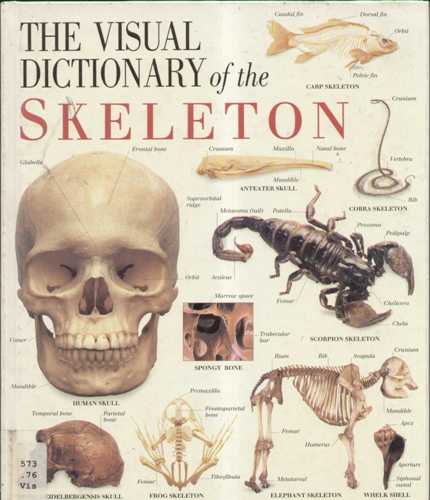 THE VISUAL
DICTIONARY of the
SKELETON
Caudal fin
Dorsal fin
Orbit
Pelvic fin
CARP SKELETON
Cranium
Vertebra
Rib
COBRA SKELETON
Cranium
Maxilla
Nasal bone
Mandible
ANTEATER SKULL
Frontal bone
Glabella
Supraorbital
ridge
Orbit
Vomer
Mandible
HUMAN SKULL
Metasoma (tail)
Patella
Prosoma
Pedipalp
Aculeus
Femur
Chelicera
Chela
SCORPION SKELETON
Marrow space
Trabecular
bar
SPONGY BONE
Ilium
Rib
Scapula
Cranium
Mandible
Femur
Humerus
Metatarsal
ELEPHANT SKELETON
Apex
Aperture
Siphonal
canal
WHELK SHELL
Premaxilla
Frontoparietal
bone
Femur
Tibiofibula
FROG SKELETON
Temporal bone
Parietal
bone
EIDELBERGENSIS SKULL
573
.76
Vis